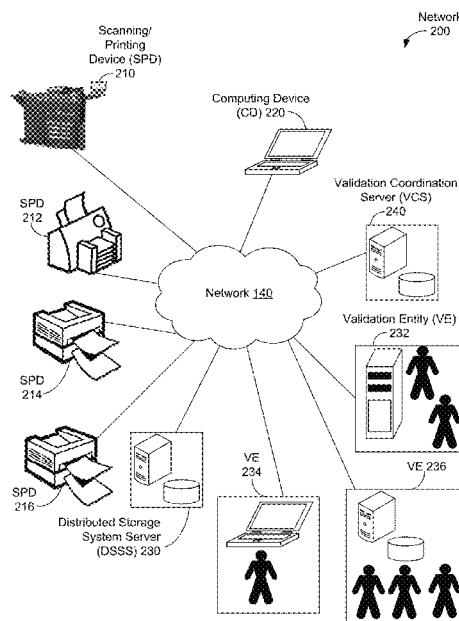 Network
200
Scanning/
Printing
Device (SPD)
210
Computing Device
(CD) 220
Validation Coordination
Server (VCS)
240
SPD
212
Network 140
Validation Entity (VE)
232
SPD
214
SPD
216
VE
234
VE 236
Distributed Storage
System Server
(DSSS) 230